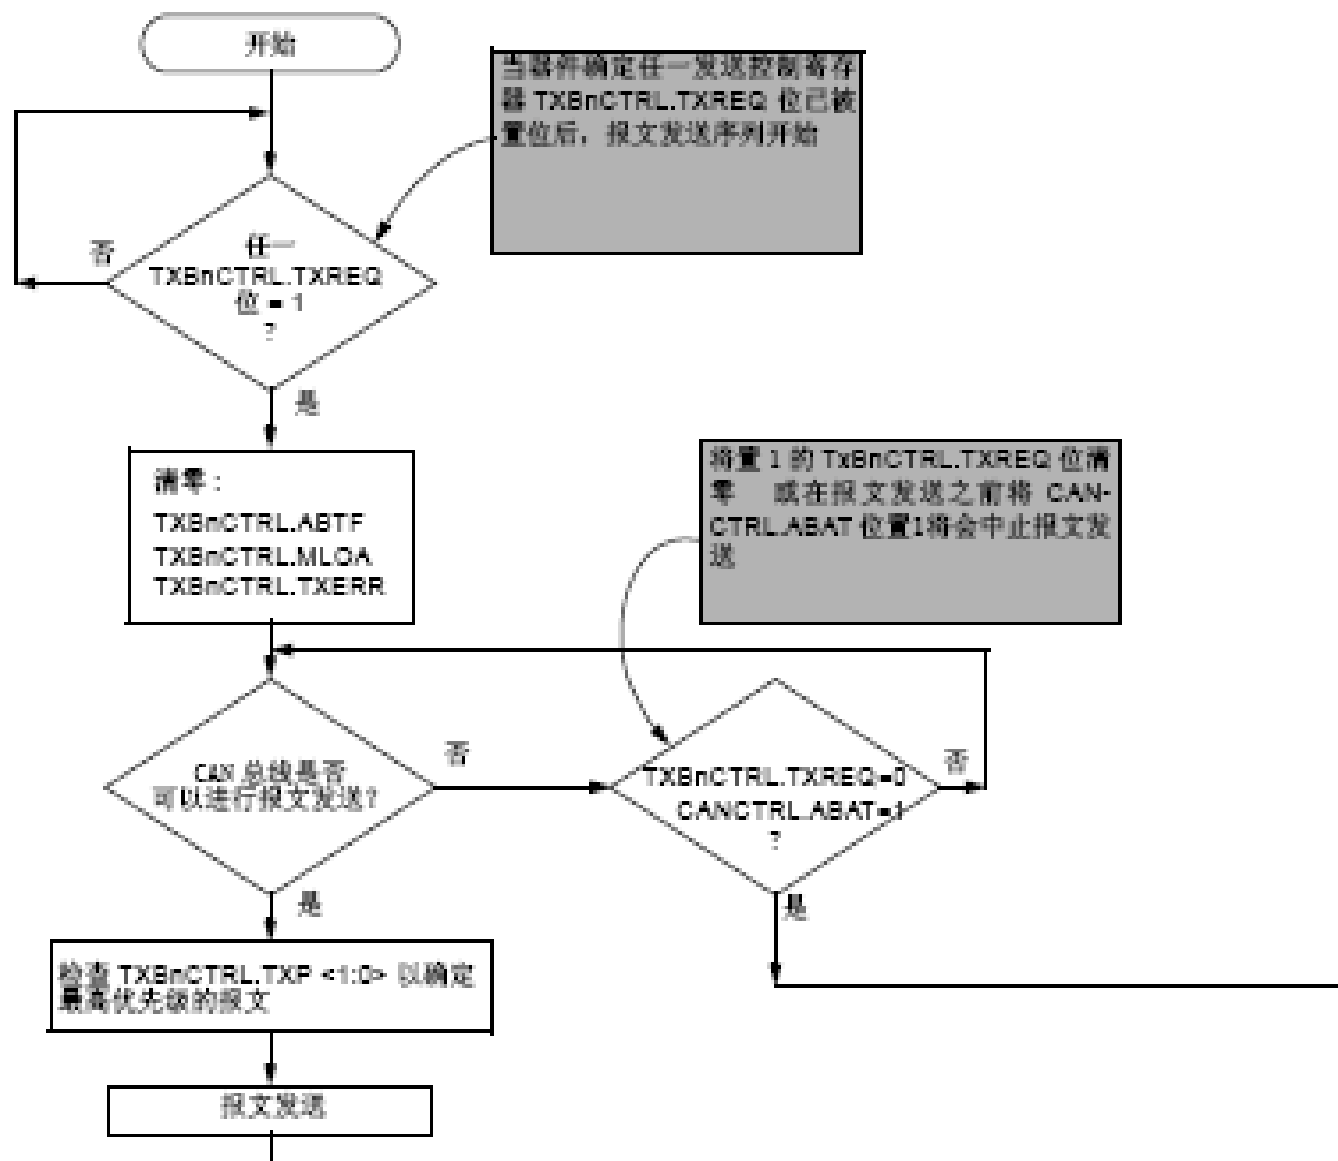 开始
当器件确定任一发送控制寄存
器 TXBnCTRL.TXREQ 位已被
置位后，报文发送序列开始
任一
TXBnCTRL.TXREQ
位 = 1
?
否
是
清零：
TXBnCTRL.ABTF
TXBnCTRL.MLOA
TXBnCTRL.TXERR
将置 1 的 TxBnCTRL.TXREQ 位清
零 或在报文发送之前将 CAN-
CTRL.ABAT 位置1将会中止报文发
送
CAN 总线是否
可以进行报文发送？
否
TXBnCTRL.TXREQ=0
CANCTRL.ABAT=1
?
否
是
是
检查 TXBnCTRL.TXP <1:0> 以确定
最高优先级的报文
报文发送